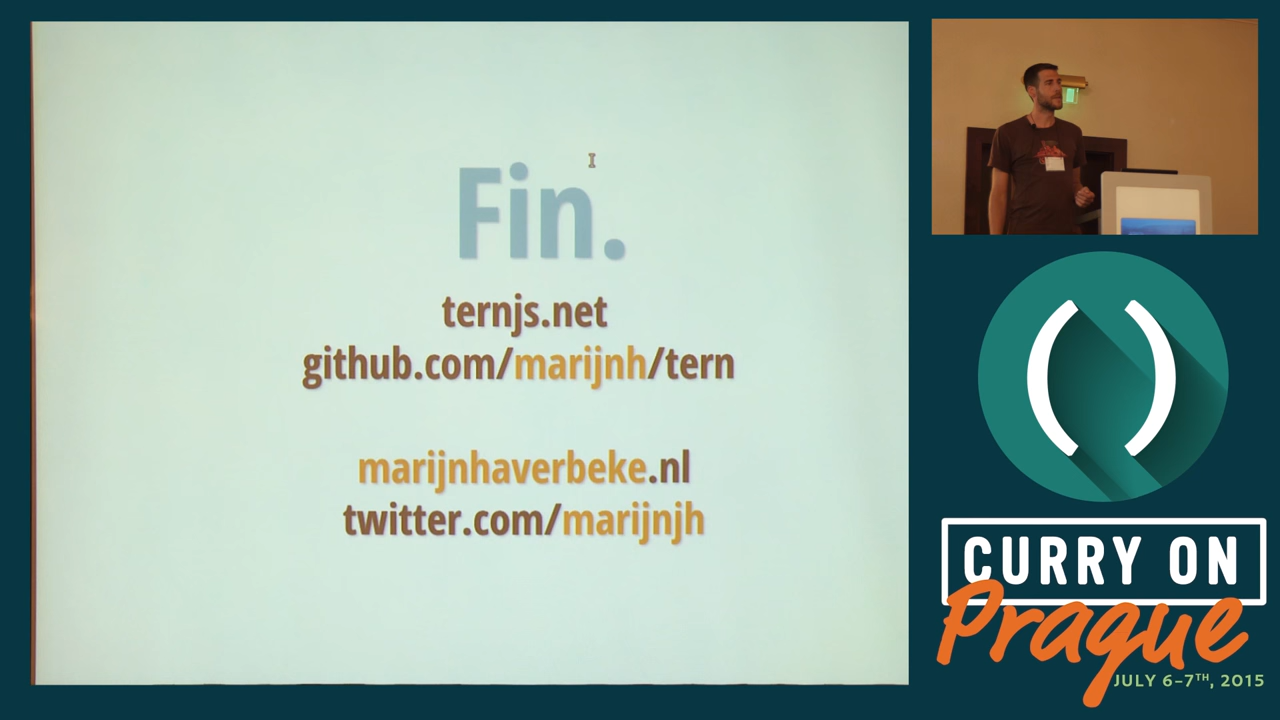 Fin.
ternjs.net
github.com/marijnh/tern
marijnhaverbeke.nl
twitter.com/marijnjh
CURRY ON
Prague
JULY 6-7TH, 2015